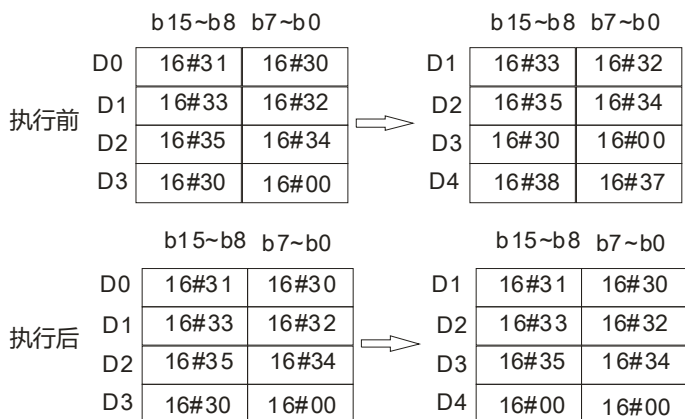 b15~b8 b7~b0 b15~b8 b7~b0
D0 16#31 16#30 D1 16#33 16#32
D1 16#33 16#32 D2 16#35 16#34
执行前
D2 16#35 16#34 D3 16#30 16#00
D3 16#30 16#00 D4 16#38 16#37
b15~b8 b7~b0 b15~b8 b7~b0
D0 16#31 16#30 D1 16#31 16#30
D1 16#33 16#32 D2 16#33 16#32
执行后
D2 16#35 16#34 D3 16#35 16#34
D3 16#30 16#00 D4 16#00 16#00